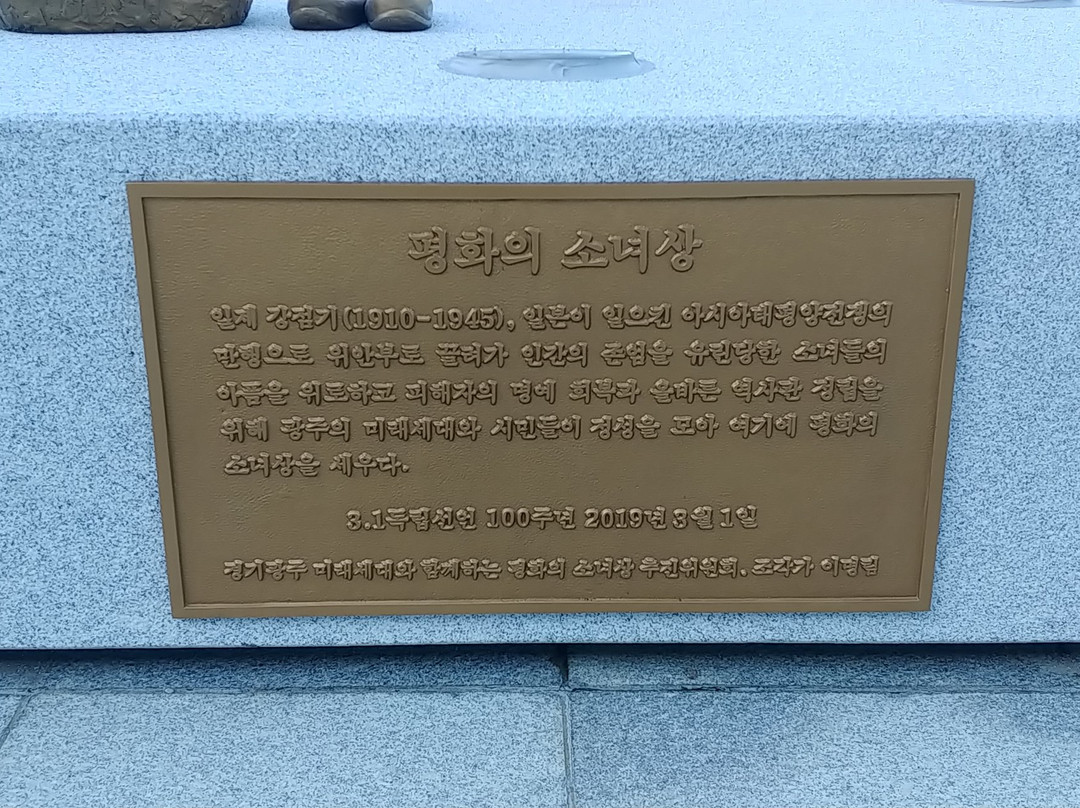 평화의 소녀상
일제 강점기(1910-1945), 일본이 일으킨 아시아태평양전쟁의
만행으로 위안부로 끌려가 인간의 존엄을 유린당한 소녀들의
아픔을 위로하고 피해자의 명예 회복과 올바른 역사관 정립을
위해 광주의 미래세대와 시민들이 정성을 모아 여기에 평화의
소녀상을 세우다.
3.1독립선언 100주년 2019년 3월 1일
경기광주 미래세대와 함께하는 평화의 소녀상 추진위원회. 조각가 이명림